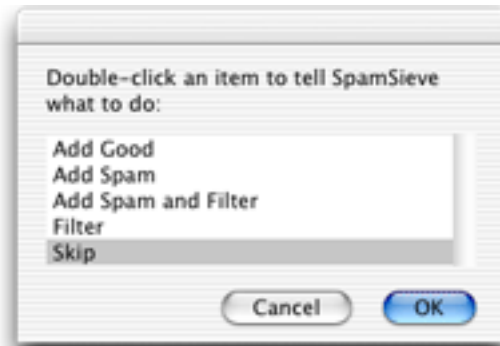 Double-click an item to tell SpamSieve
what to do:
Add Good
Add Spam
Add Spam and Filter
Filter
Skip
Cancel
OK